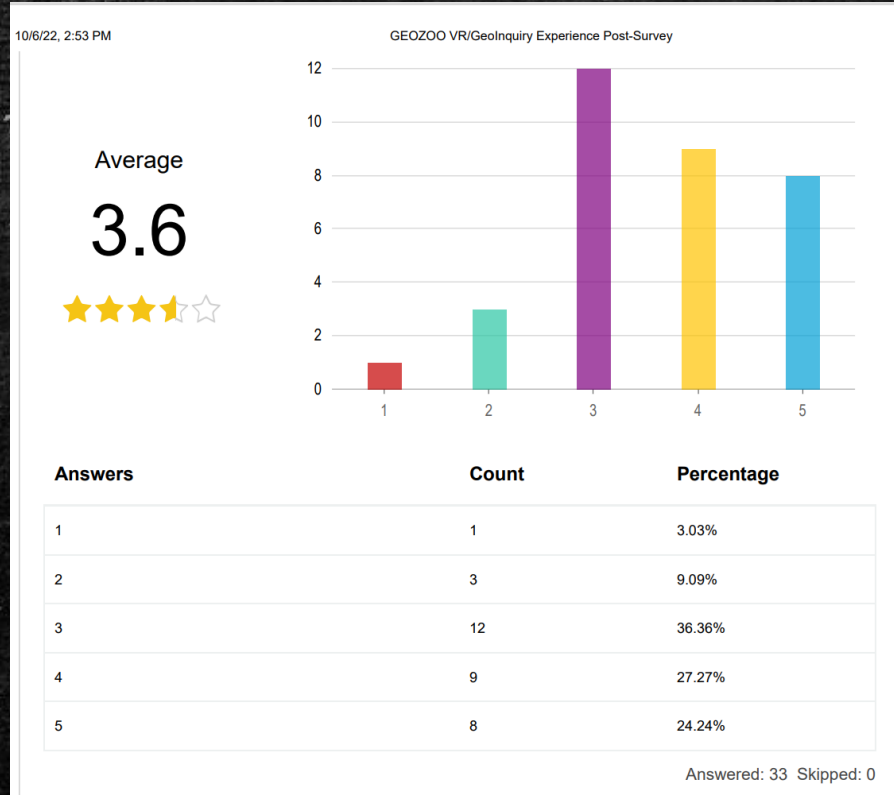 10/6/22, 2:53 PM GEOZOO VR/GeoInquiry Experience Post-Survey
Average
3.6
12
10
8
6
4
2
0
1 2 3 4 5
Answers Count Percentage
1 1 3.03%
2 3 9.09%
3 12 36.36%
4 9 27.27%
5 8 24.24%
Answered: 33 Skipped: 0